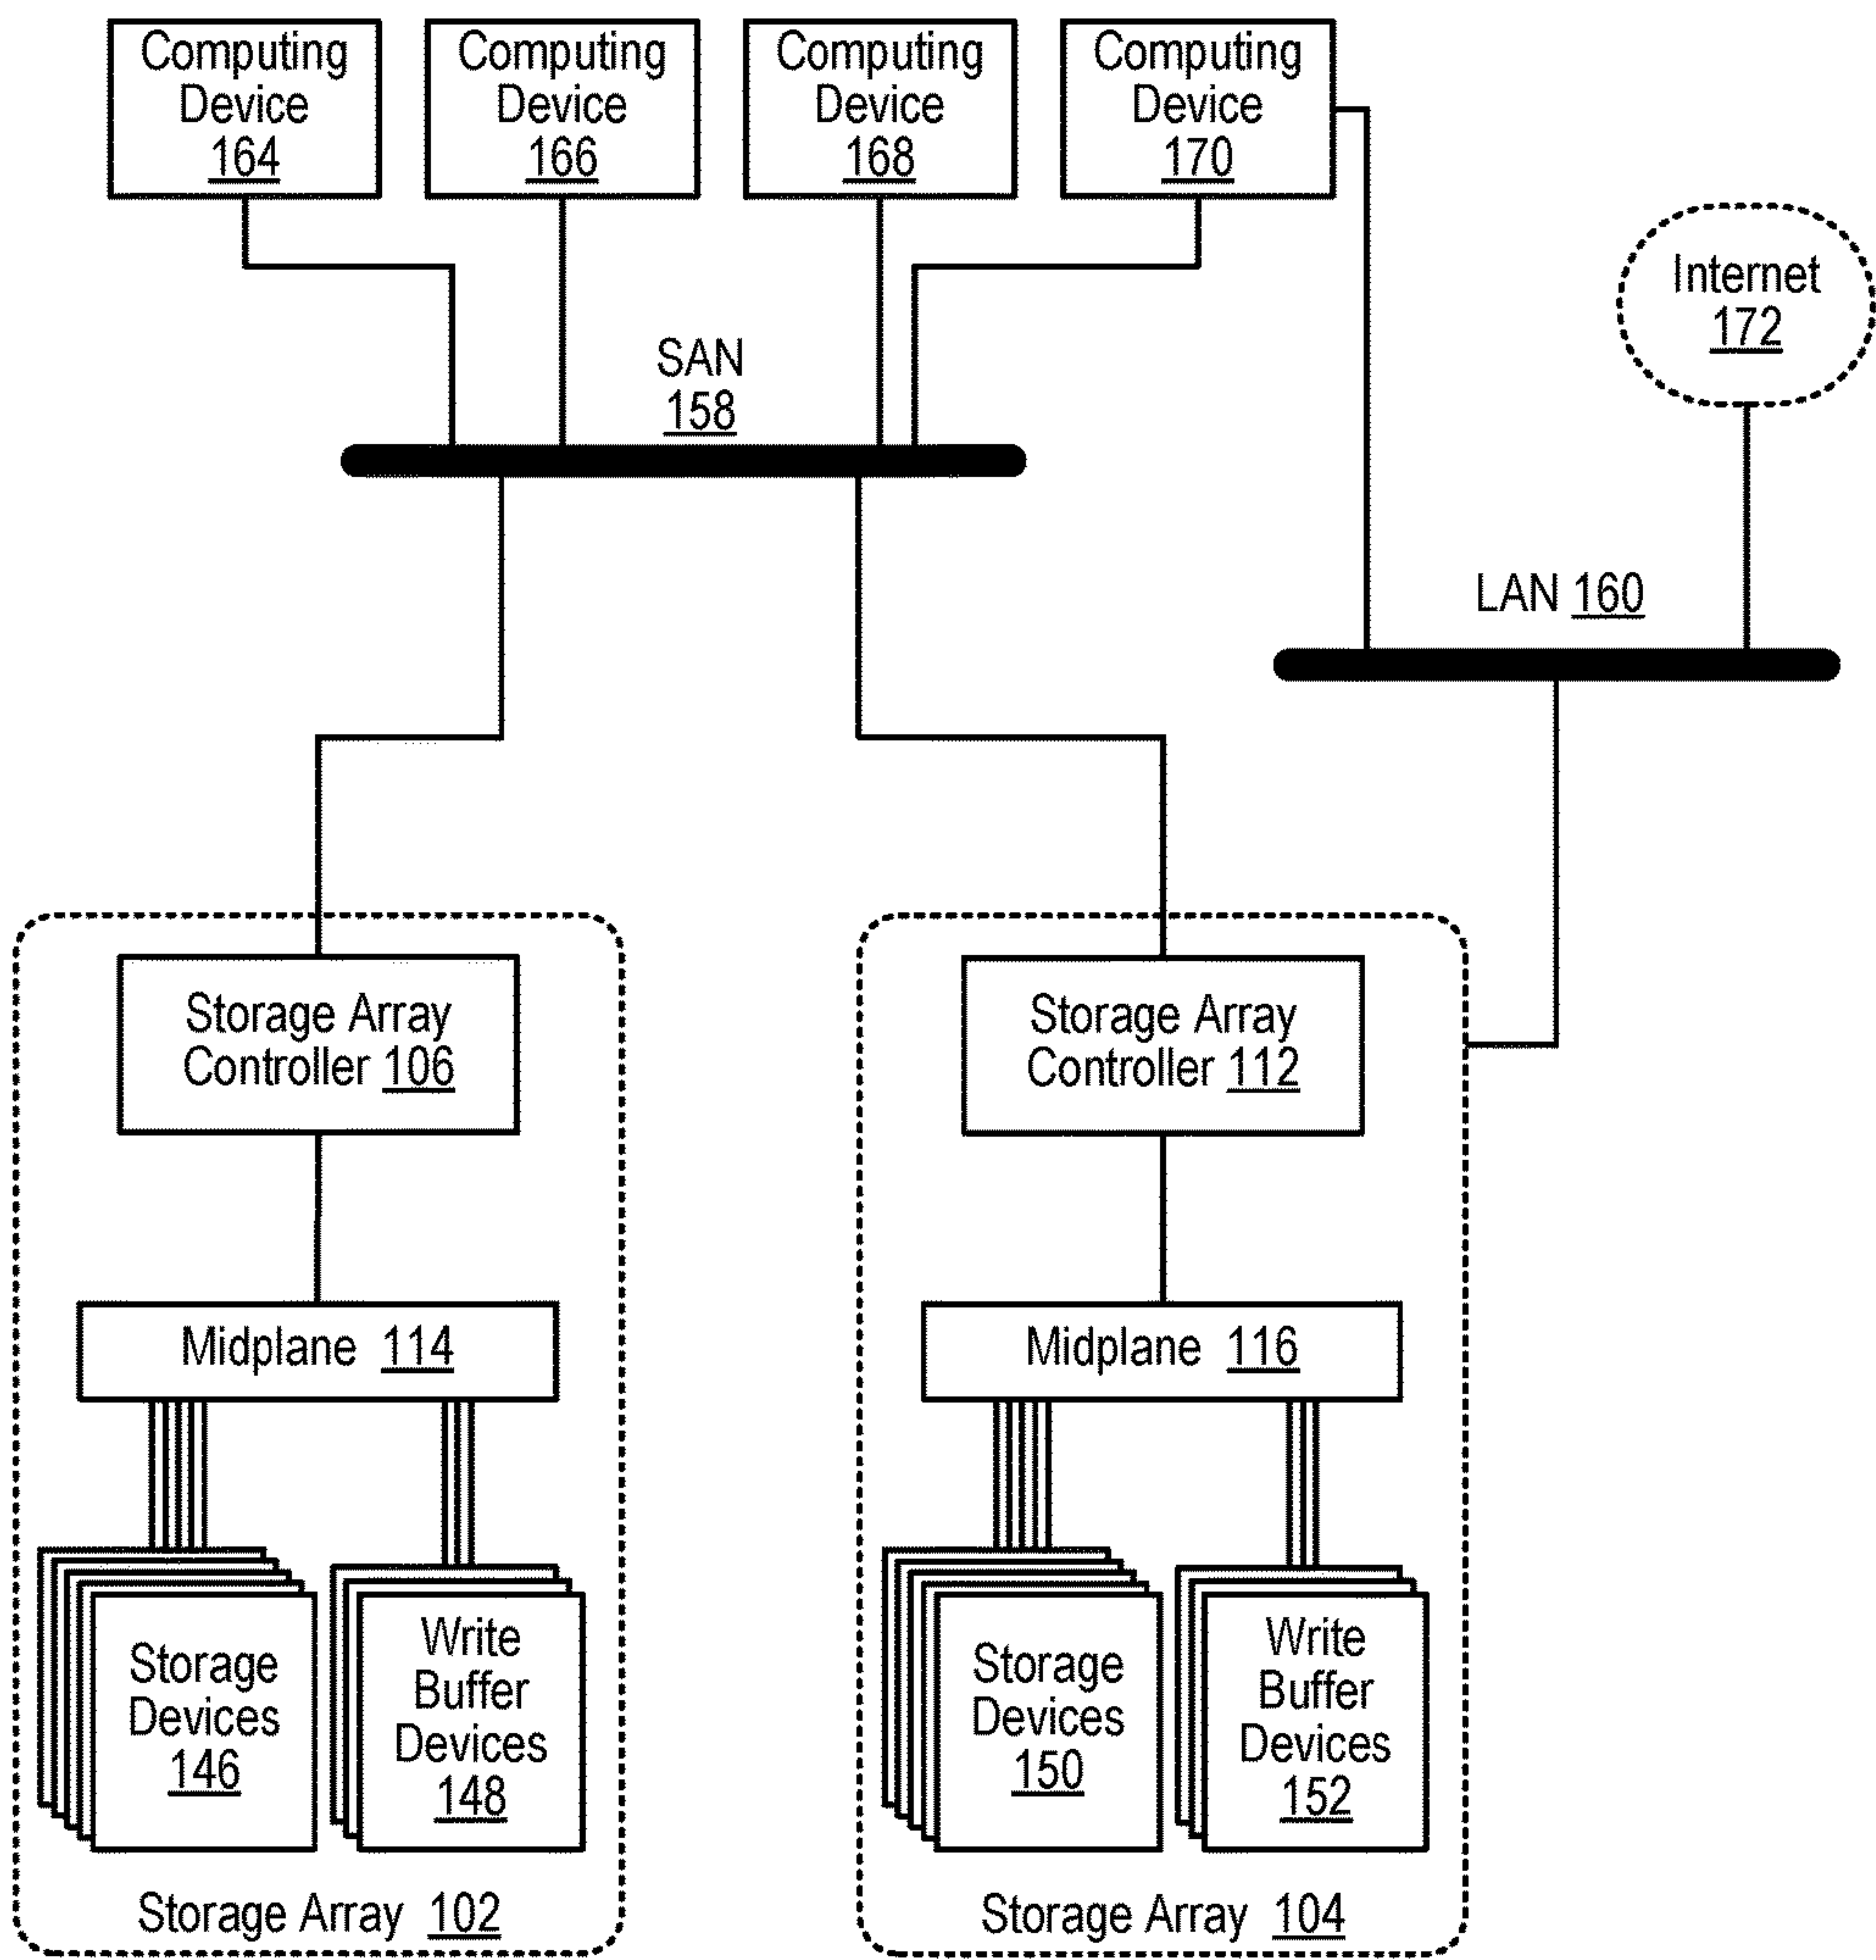 Computing
Device
164
Computing
Device
166
Computing
Device
168
Computing
Device
170
Internet
172
SAN
158
LAN 160
Storage Array
Controller 106
Storage Array
Controller 112
Midplane 114
Midplane 116
Storage
Devices
146
Write
Buffer
Devices
148
Storage
Devices
150
Write
Buffer
Devices
152
Storage Array 102
Storage Array 104